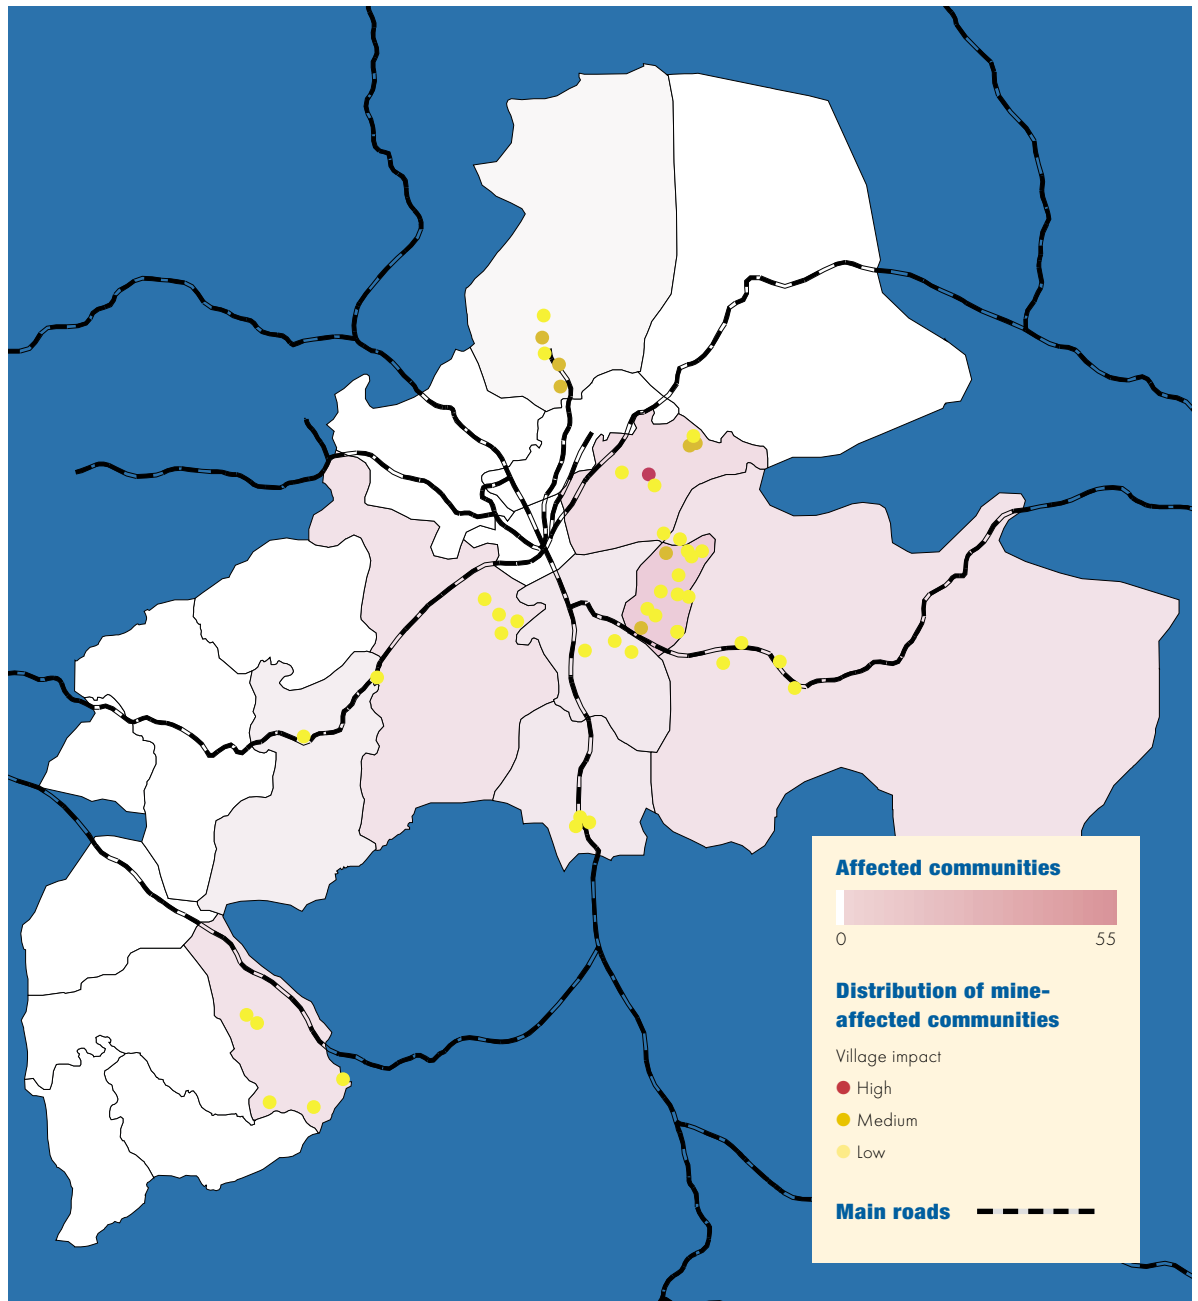 Affected communities
0 55
Distribution of mine-
affected communities
Village impact
High
Medium
Low
Main roads